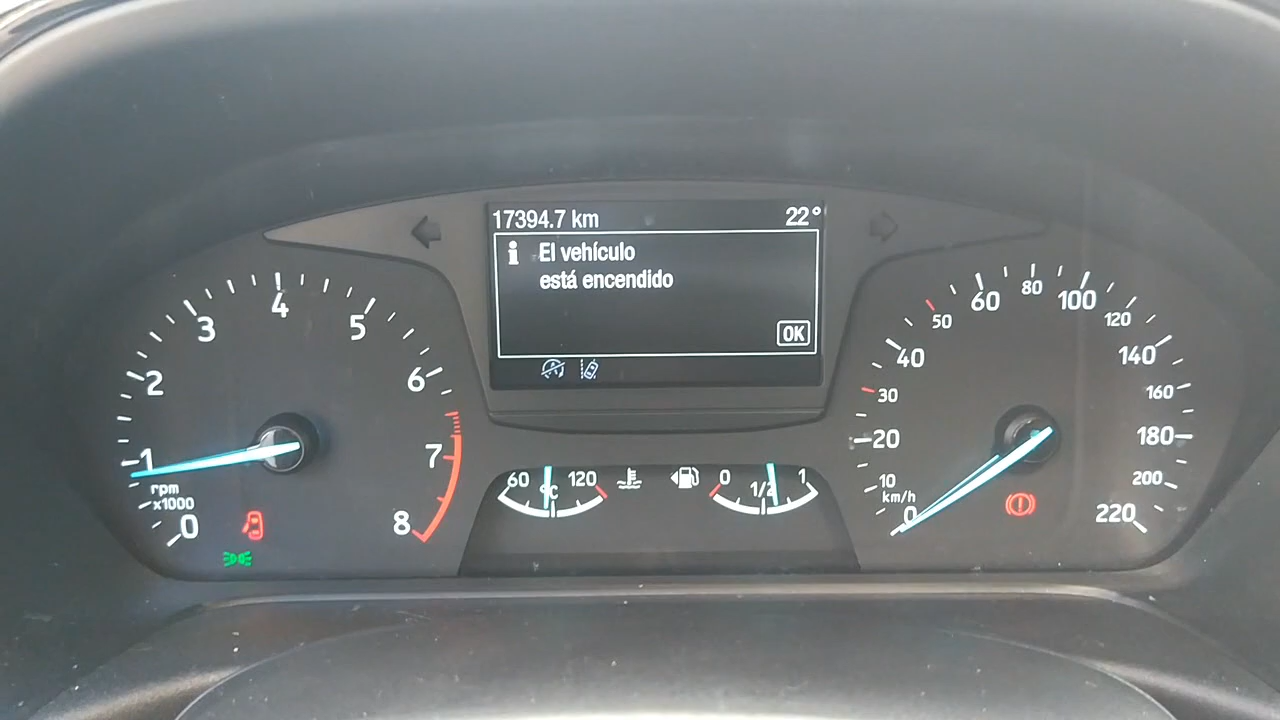 17394.7 km 22°
El vehículo
está encendido
OK
0 1 2 3 4 5 6 7 8
rpm
x1000
60 °C 120
0 1/2 1
0 10 20 30 40 50 60 80 100 120 140 160 180 200 220
km/h